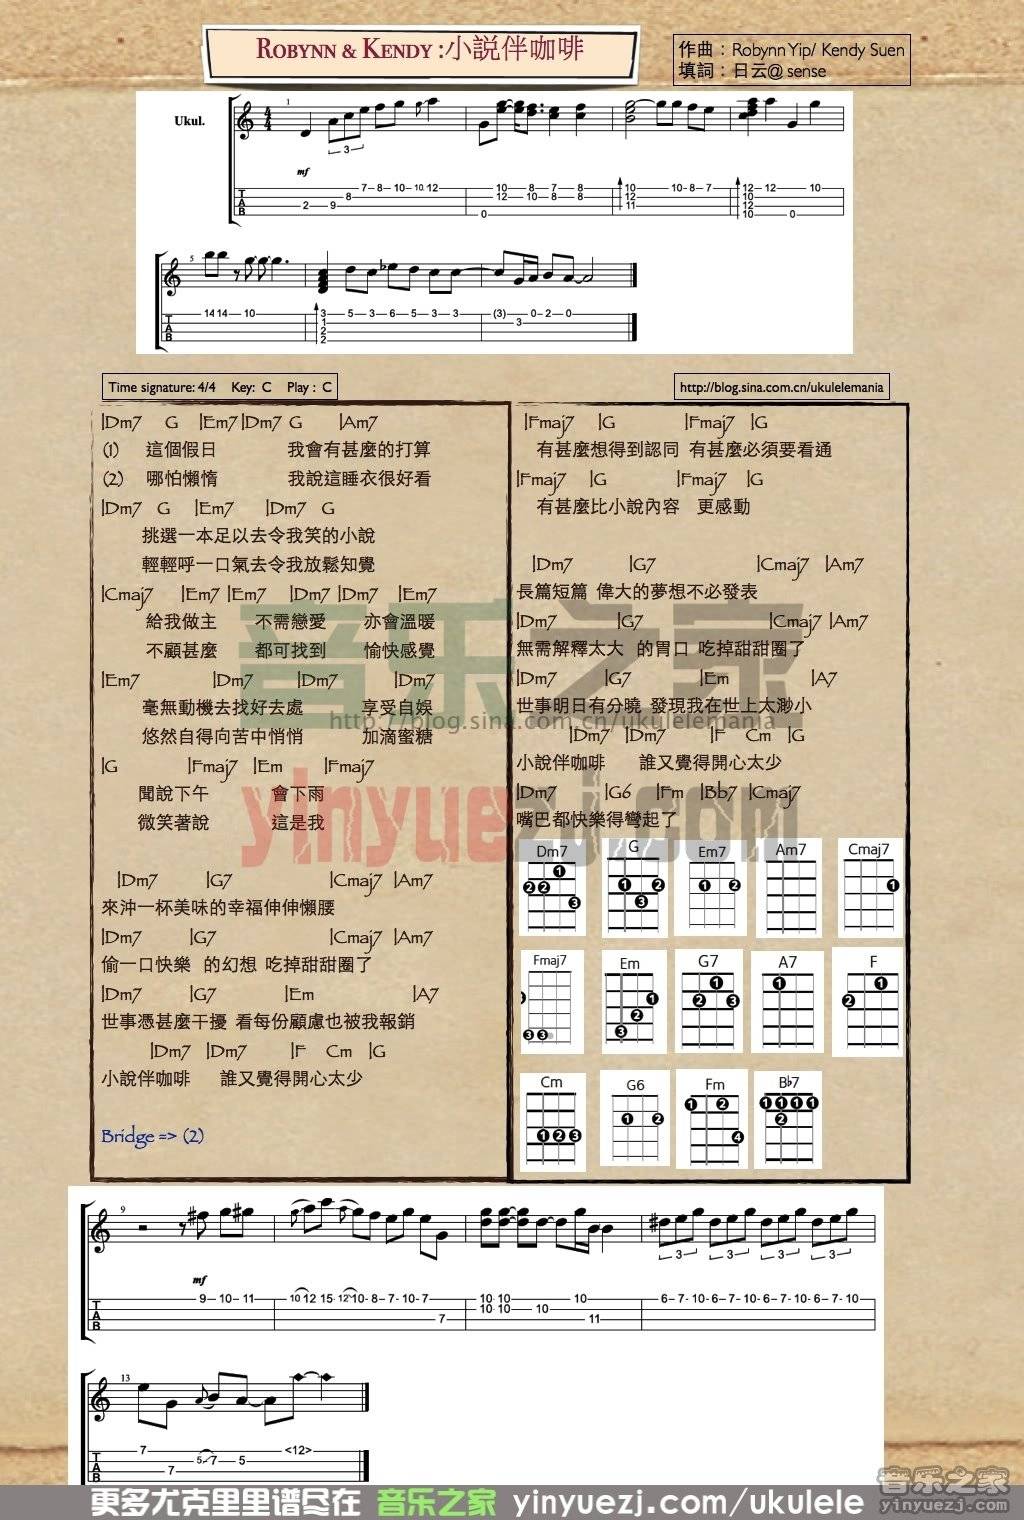 ROBYNN & KENDY :小説伴咖啡
作曲：Robynn Yip/ Kendy Suen
填詞：日云@ sense
Ukul.
1
3
mf
7 8 10 10 12 10 8 7 8 10 10 8 7 12 12 10
8 12 10 8 8 12 10
2 9 11 12
0 10 0
5
14 14 10 3 5 3 6 5 3 3 (3) 0 2 0
1 3
2
2
Time signature: 4/4 Key: C Play : C
http://blog.sina.com.cn/ukulelemania
|Dm7 G |Em7 |Dm7 G |Am7
(1) 這個假日 我會有甚麼的打算
(2) 哪怕懶惰 我說這睡衣很好看
|Dm7 G |Em7 |Dm7 G
挑選一本足以去令我笑的小說
輕輕呼一口氣去令我放鬆知覺
|Cmaj7 |Em7 |Em7 |Dm7 |Dm7 |Em7
給我做主 不需戀愛 亦會溫暖
不顧甚麼 都可找到 愉快感覺
|Em7 |Dm7 |Dm7 |Dm7
毫無動機去找好去處 享受自娛
悠然自得向苦中悄悄 加滴蜜糖
|G |Fmaj7 |Em |Fmaj7
聞說下午 會下雨
微笑著說 這是我
|Dm7 |G7 |Cmaj7 |Am7
來沖一杯美味的幸福伸伸懶腰
|Dm7 |G7 |Cmaj7 |Am7
偷一口快樂 的幻想 吃掉甜甜圈了
|Dm7 |G7 |Em |A7
世事憑甚麼干擾 看每份顧慮也被我報銷
|Dm7 |Dm7 |F Cm |G
小說伴咖啡 誰又覺得開心太少
Bridge => (2)
|Fmaj7 |G |Fmaj7 |G
有甚麼想得到認同 有甚麼必須要看通
|Fmaj7 |G |Fmaj7 |G
有甚麼比小說內容 更感動
|Dm7 |G7 |Cmaj7 |Am7
長篇短篇 偉大的夢想不必發表
|Dm7 |G7 |Cmaj7 |Am7
無需解釋太大 的胃口 吃掉甜甜圈了
|Dm7 |G7 |Em |A7
世事明日有分曉 發現我在世上太渺小
|Dm7 |Dm7 |F Cm |G
小說伴咖啡 誰又覺得開心太少
|Dm7 |G6 |Fm |Bb7 |Cmaj7
嘴巴都快樂得彎起了
音乐之家
http://blog.sina.com.cn/ukulelemania
yinyuezj.com
Dm7 G Em7 Am7 Cmaj7
Fmaj7 Em G7 A7 F
Cm G6 Fm Bb7
9
mf
3 3 3 3
9 10 11 10 12 15 12 10 8 7 10 7 10 10 10 6 7 10 6 7 10 6 7 10 6 7 10
10 10 10
7 11
13
7 <12>
5 7 5
7
音乐之家
yinyuezj.com
更多尤克里里谱尽在 音乐之家 yinyuezj.com/ukulele